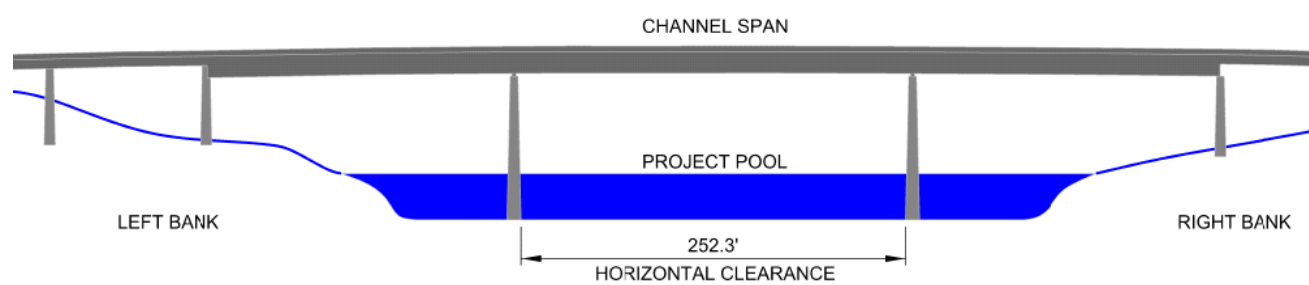 CHANNEL SPAN
PROJECT POOL
LEFT BANK
RIGHT BANK
252.3'
HORIZONTAL CLEARANCE